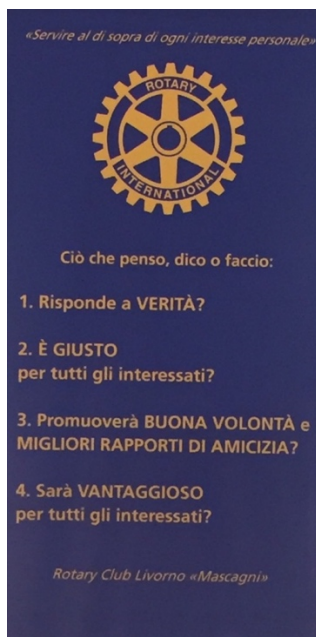 «Servire al di sopra di ogni interesse personale»
ROTARY
INTERNATIONAL
Ciò che penso, dico o faccio:
1. Risponde a VERITÀ?
2. È GIUSTO
per tutti gli interessati?
3. Promuoverà BUONA VOLONTÀ e
MIGLIORI RAPPORTI DI AMICIZIA?
4. Sarà VANTAGGIOSO
per tutti gli interessati?
Rotary Club Livorno «Mascagni»